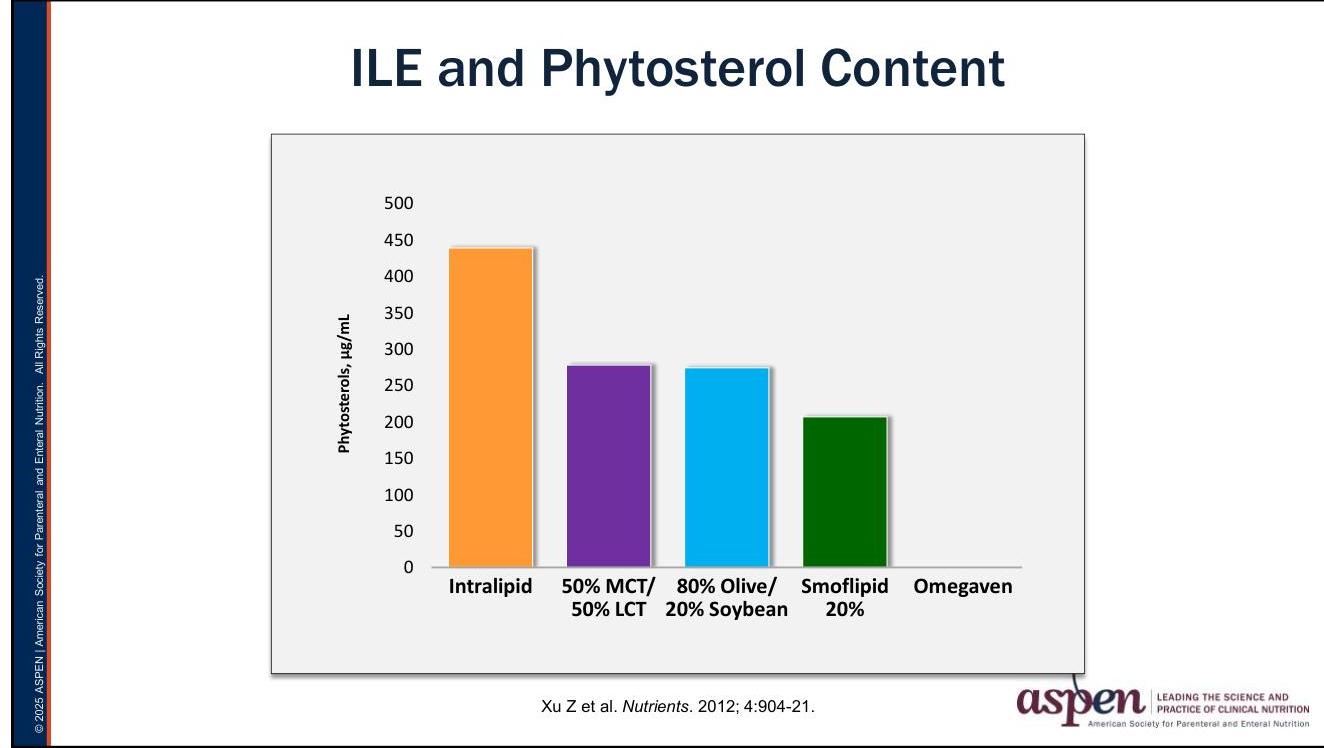 ILE and Phytosterol Content
500
450
400
350
300
250
200
150
100
50
0
Phytosterols, µg/mL
Intralipid
50% MCT/
50% LCT
80% Olive/
20% Soybean
Smoflipid
20%
Omegaven
Xu Z et al. Nutrients. 2012; 4:904-21.
© 2025 ASPEN | American Society for Parenteral and Enteral Nutrition. All Rights Reserved.
aspen
LEADING THE SCIENCE AND
PRACTICE OF CLINICAL NUTRITION
American Society for Parenteral and Enteral Nutrition